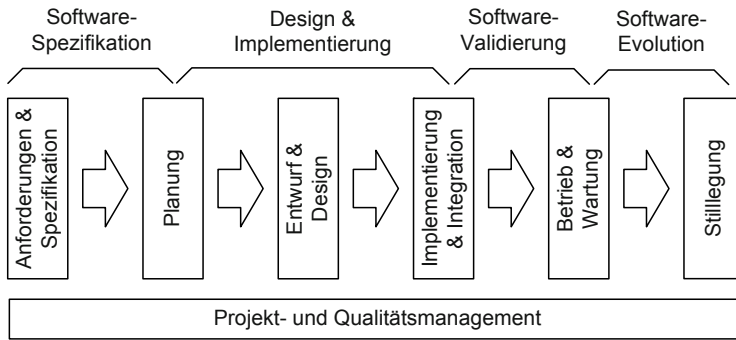 Software-
Spezifikation
Design &
Implementierung
Software-
Validierung
Software-
Evolution
Anforderungen &
Spezifikation
Planung
Entwurf &
Design
Implementierung
& Integration
Betrieb &
Wartung
Stilllegung
Projekt- und Qualitätsmanagement